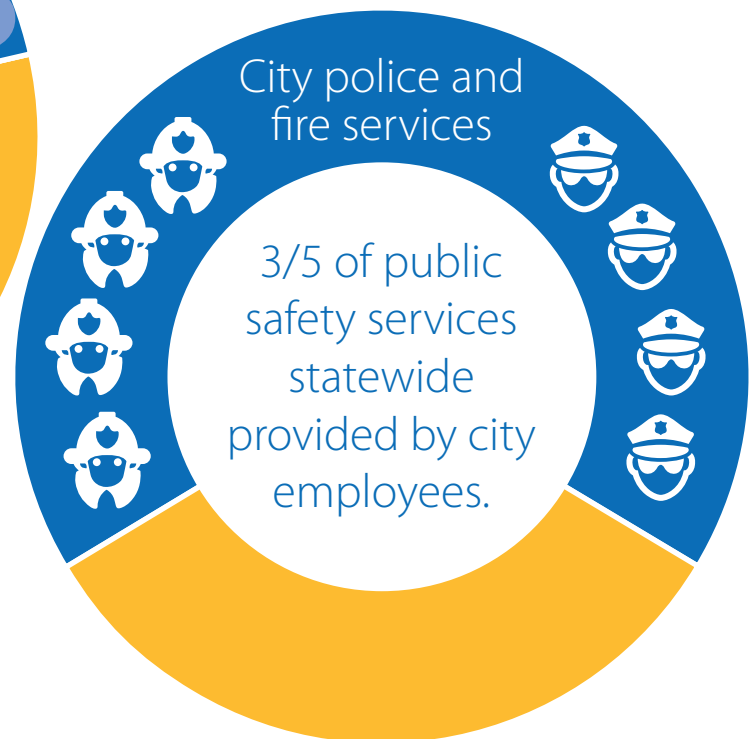 City police and
fire services
3/5 of public
safety services
statewide
provided by city
employees.